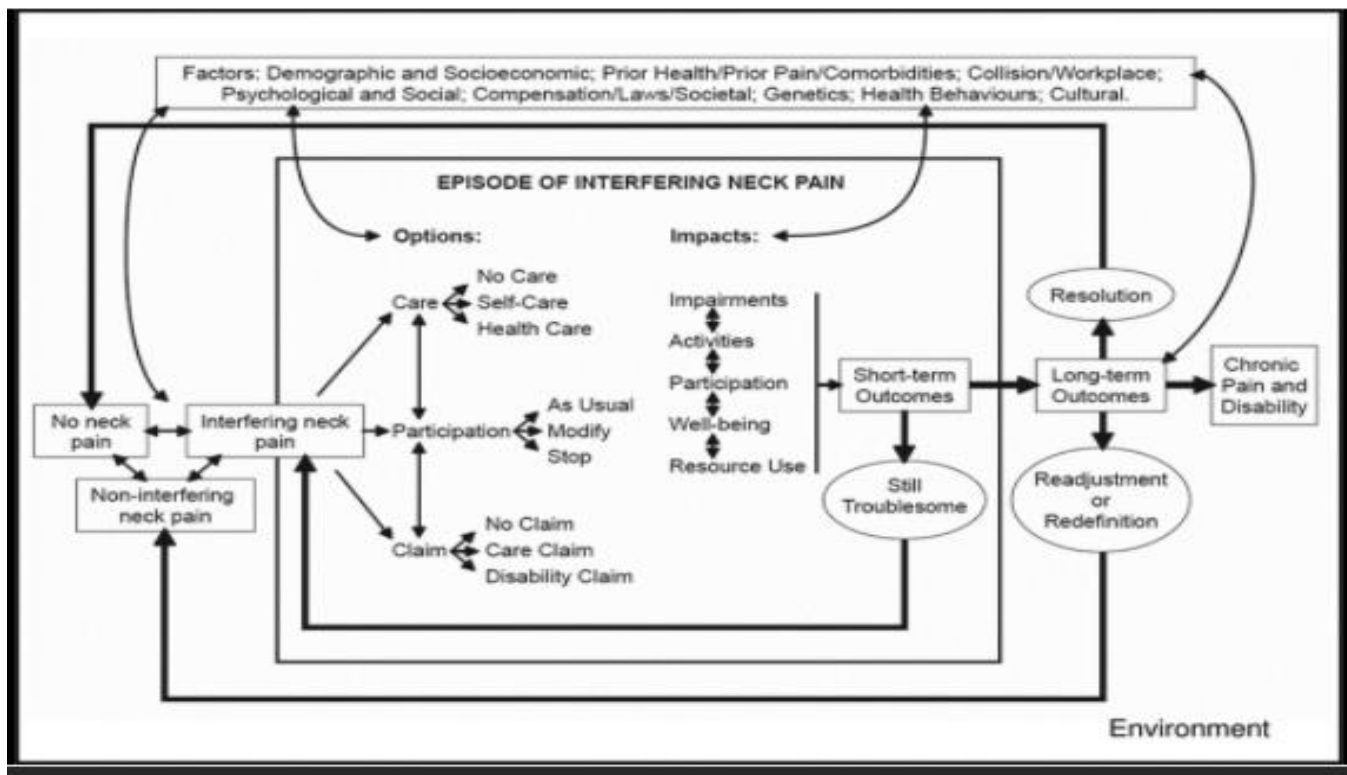 Factors: Demographic and Socioeconomic; Prior Health/Prior Pain/Comorbidities; Collision/Workplace;
Psychological and Social; Compensation/Laws/Societal; Genetics; Health Behaviours; Cultural.
EPISODE OF INTERFERING NECK PAIN
Options:
Impacts:
No Care
Care
Self-Care
Health Care
Impairments
Activities
Participation
Well-being
Resource Use
Resolution
Short-term
Outcomes
Long-term
Outcomes
Chronic
Pain and
Disability
No neck
pain
Interfering neck
pain
Participation
As Usual
Modify
Stop
Non-interfering
neck pain
Still
Troublesome
Readjustment
or
Redefinition
No Claim
Claim
Care Claim
Disability Claim
Environment